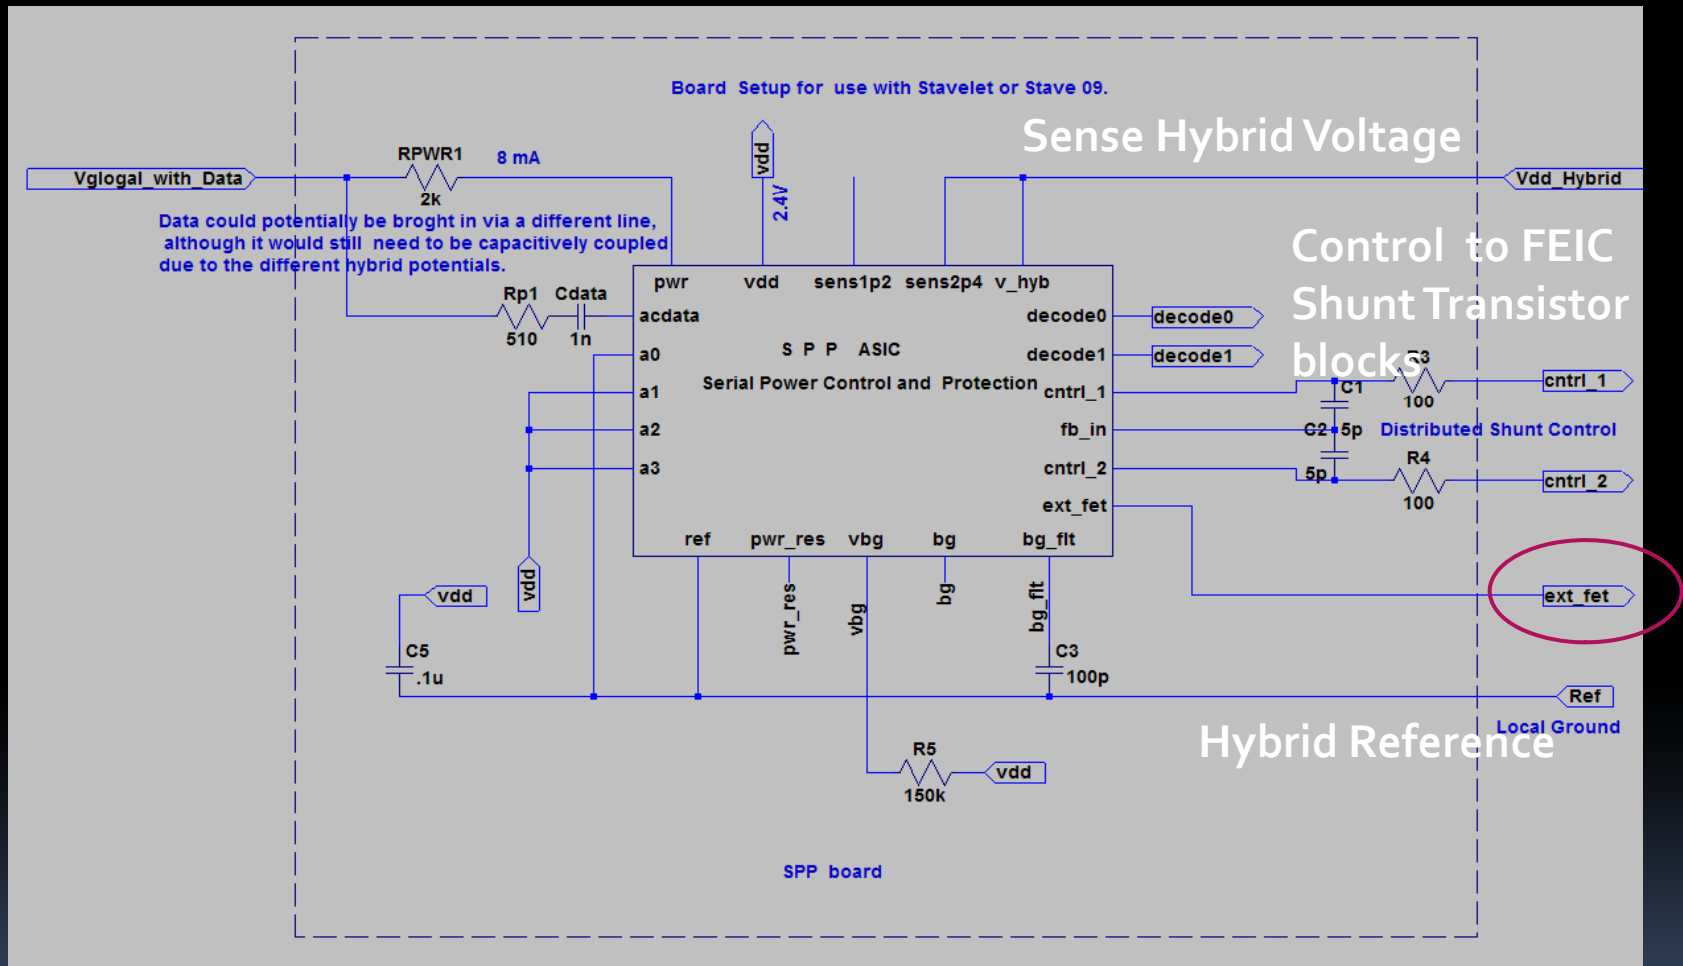 Board Setup for use with Stavelet or Stave 09.
Sense Hybrid Voltage
RPWR1
8 mA
2k
Vglogal_with_Data
vdd
2.4V
Vdd_Hybrid
Data could potentially be broght in via a different line,
although it would still need to be capacitively coupled
due to the different hybrid potentials.
Control to FEIC
Shunt Transistor
blocks
pwr
vdd
sens1p2
sens2p4
v_hyb
Rp1
Cdata
510
1n
acdata
a0
a1
a2
a3
S P P ASIC
Serial Power Control and Protection
decode0
decode1
cntrl_1
fb_in
cntrl_2
ext_fet
decode0
decode1
R3
100
cntrl_1
C1
C2
5p
5p
Distributed Shunt Control
R4
100
cntrl_2
ref
pwr_res
vbg
bg
bg_flt
vdd
vdd
pwr_res
vbg
bg
bg_flt
ext_fet
C5
.1u
C3
100p
Ref
Local Ground
Hybrid Reference
R5
150k
vdd
SPP board